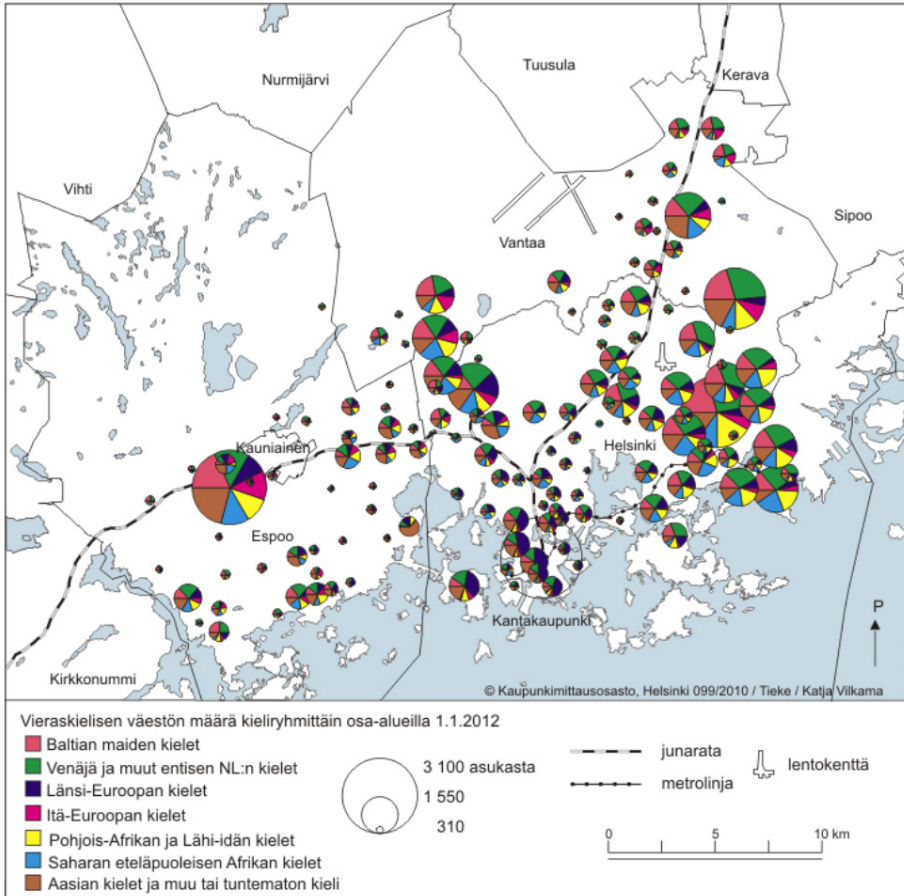 Tuusula
Kerava
Nurmijärvi
Vihti
Sipoo
Vantaa
Kauniainen
Helsinki
Espoo
P
Kantakaupunki
Kirkkonummi
© Kaupunkimittausosasto, Helsinki 099/2010 / Tieke / Katja Vilkama
Vieraskielisen väestön määrä kieliryhmittäin osa-alueilla 1.1.2012
Baltian maiden kielet
Venäjä ja muut entisen NL:n kielet
Länsi-Euroopan kielet
Itä-Euroopan kielet
Pohjois-Afrikan ja Lähi-idän kielet
Saharan eteläpuoleisen Afrikan kielet
Aasian kielet ja muu tai tuntematon kieli
3 100 asukasta
1 550
310
junarata
metrolinja
lentokenttä
0 5 10 km